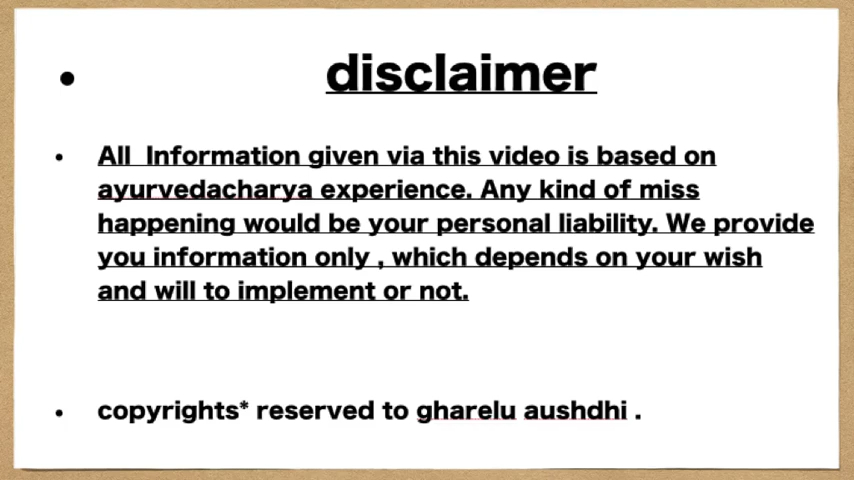 disclaimer
All Information given via this video is based on
ayurvedacharya experience. Any kind of miss
happening would be your personal liability. We provide
you information only , which depends on your wish
and will to implement or not.
copyrights* reserved to gharelu aushdhi .